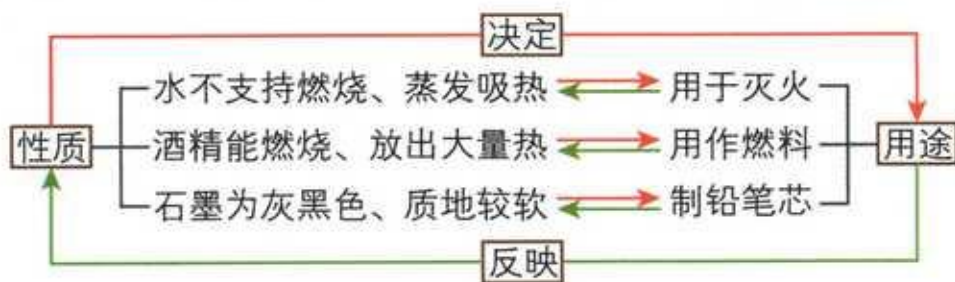 决定
水不支持燃烧、蒸发吸热 用于灭火
性质 酒精能燃烧、放出大量热 用作燃料 用途
石墨为灰黑色、质地较软 制铅笔芯
反映